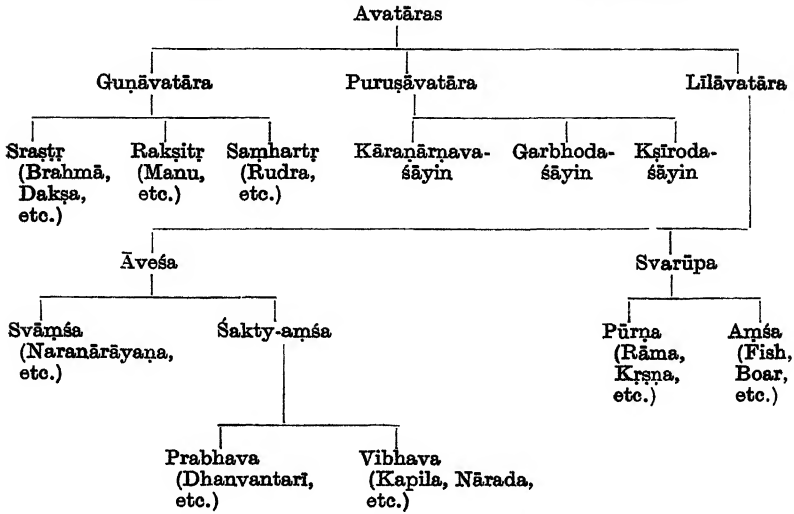 Avatāras
Guṇāvatāra Puruṣāvatāra Līlāvatāra
Sraṣṭṛ Rakṣitṛ Saṃhartṛ Kāraṇārṇava- Garbhoda- Kṣīroda-
(Brahmā, (Manu, (Rudra, śāyin śāyin śāyin
Dakṣa, etc.) etc.)
etc.)
Āveśa Svarūpa
Svāṃśa Śakty-aṃśa Pūrṇa Aṃśa
(Naranārāyaṇa, (Rāma, (Fish,
etc.) Kṛṣṇa, Boar,
etc.) etc.)
Prabhava Vibhava
(Dhanvantarī, (Kapila, Nārada,
etc.) etc.)